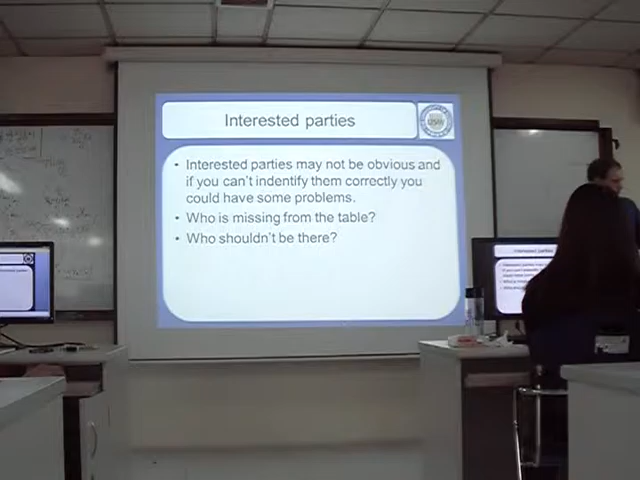 Interested parties
• Interested parties may not be obvious and
if you can't indentify them correctly you
could have some problems.
• Who is missing from the table?
• Who shouldn't be there?